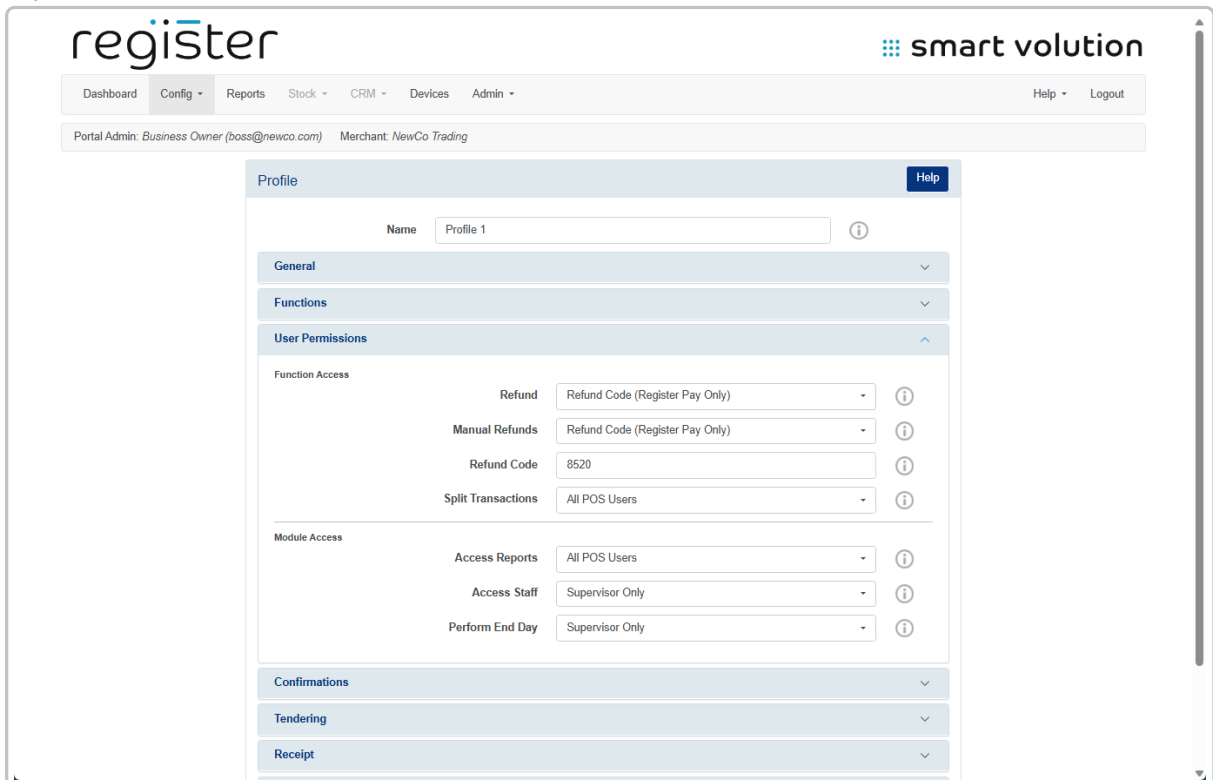 register
smart volution
Dashboard Config Reports Stock CRM Devices Admin Help Logout
Portal Admin: Business Owner (boss@newco.com) Merchant: NewCo Trading
Profile Help
Name Profile 1
General
Functions
User Permissions
Function Access
Refund Refund Code (Register Pay Only)
Manual Refunds Refund Code (Register Pay Only)
Refund Code 8520
Split Transactions All POS Users
Module Access
Access Reports All POS Users
Access Staff Supervisor Only
Perform End Day Supervisor Only
Confirmations
Tendering
Receipt